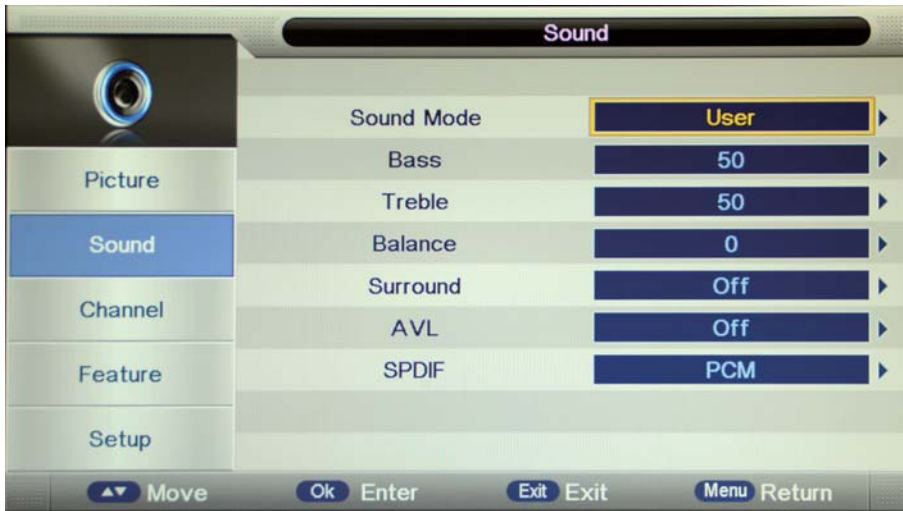 Sound
Sound Mode User
Bass 50
Picture
Treble 50
Sound
Balance 0
Surround Off
Channel
AVL Off
Feature
SPDIF PCM
Setup
Move Ok Enter Exit Exit Menu Return